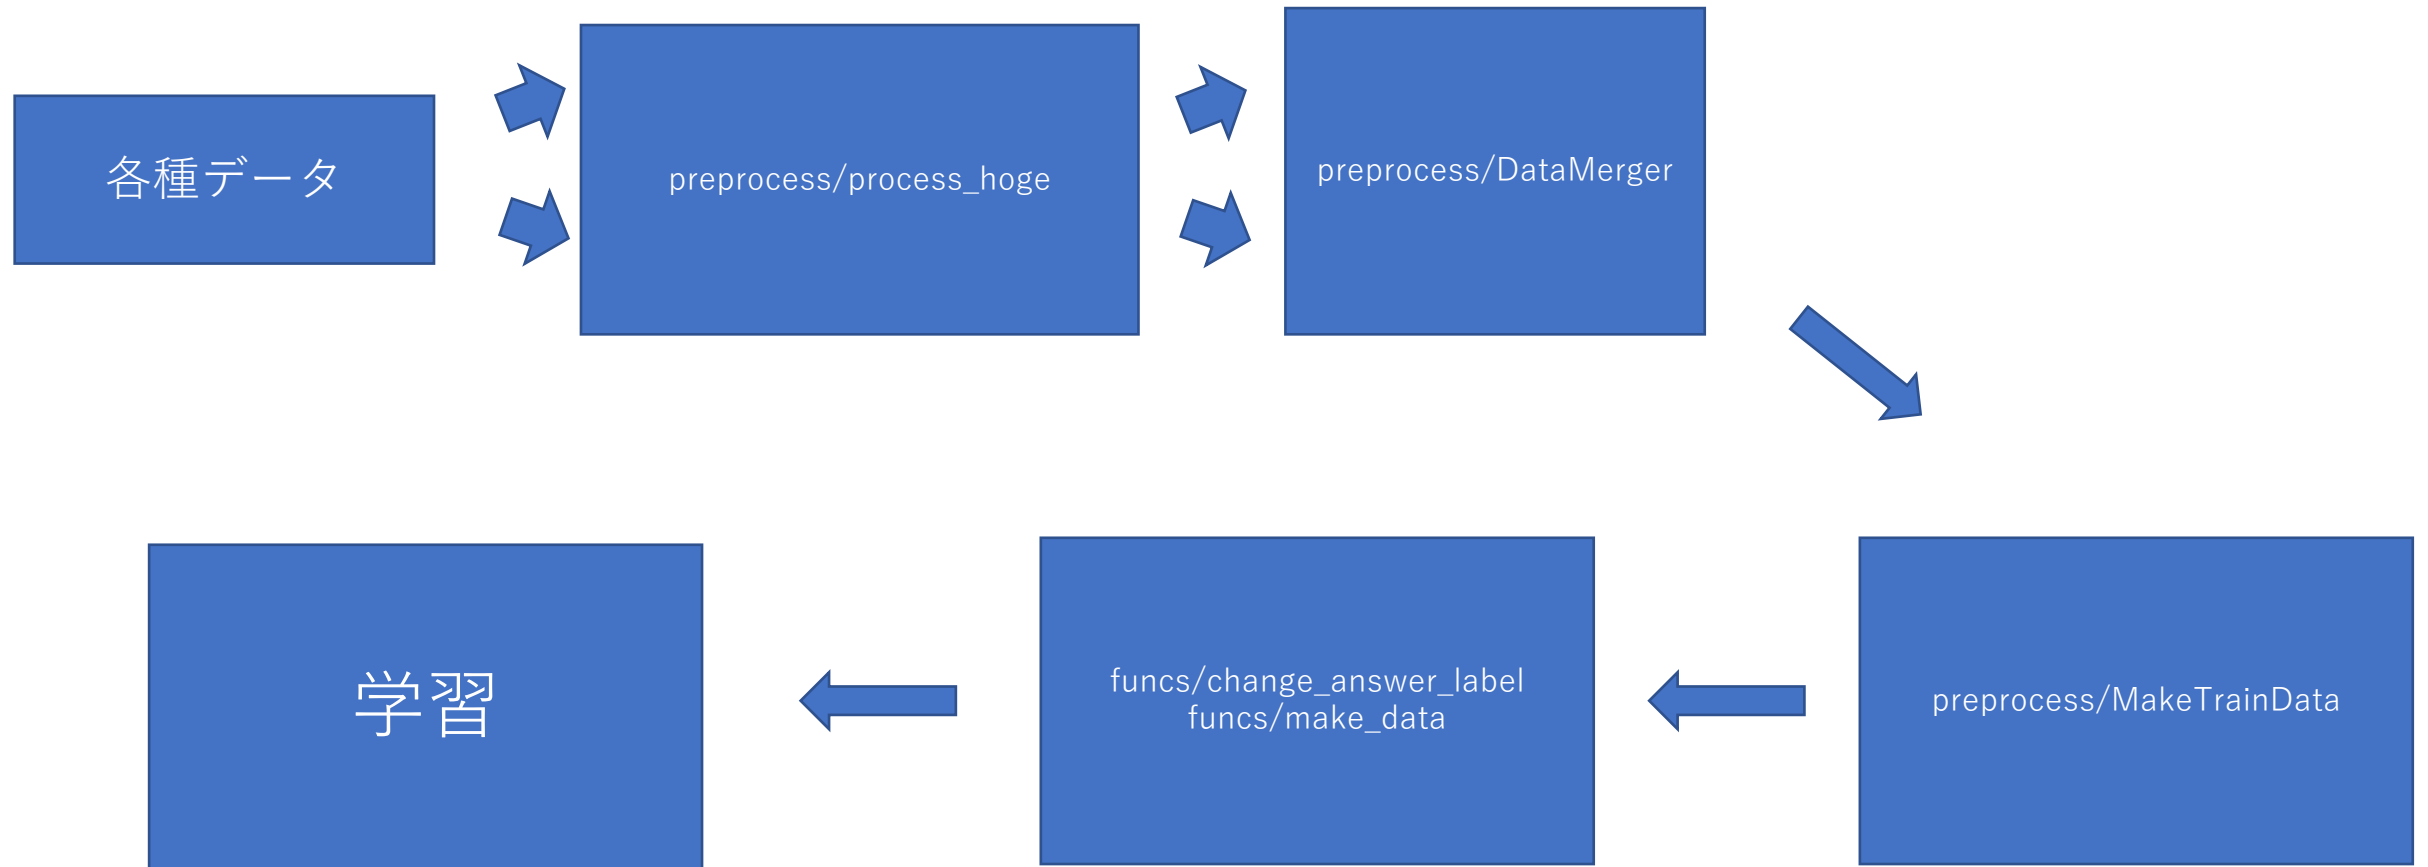 各種データ
preprocess/process_hoge
preprocess/DataMerger
preprocess/MakeTrainData
funcs/change_answer_label
funcs/make_data
学習